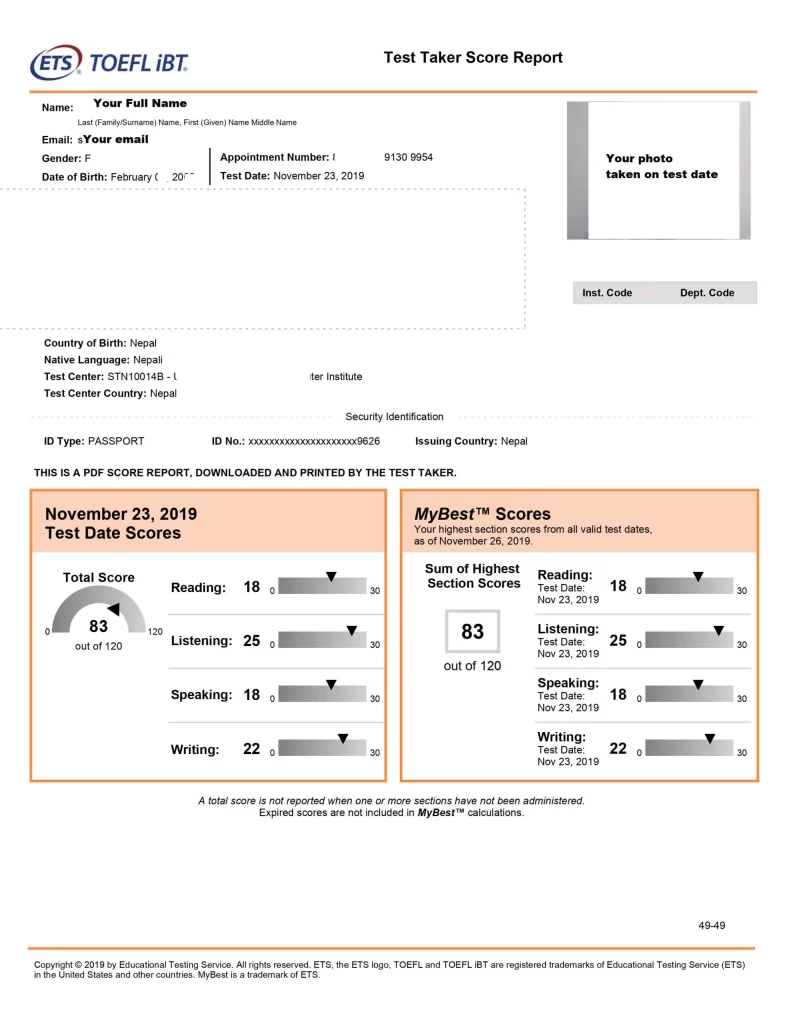 ETS® TOEFL iBT®
Test Taker Score Report
Name: Your Full Name
Last (Family/Surname) Name, First (Given) Name Middle Name
Email: sYour email
Gender: F
Appointment Number: 9130 9954
Date of Birth: February
Test Date: November 23, 2019
Your photo
taken on test date
Inst. Code Dept. Code
Country of Birth: Nepal
Native Language: Nepali
Test Center: STN10014B - ter Institute
Test Center Country: Nepal
Security Identification
ID Type: PASSPORT ID No.: xxxxxxxxxxxxxxxxxxxxx9626 Issuing Country: Nepal
THIS IS A PDF SCORE REPORT, DOWNLOADED AND PRINTED BY THE TEST TAKER.
November 23, 2019
Test Date Scores
Total Score
0 83 120
out of 120
Reading: 18 0 30
Listening: 25 0 30
Speaking: 18 0 30
Writing: 22 0 30
MyBest™ Scores
Your highest section scores from all valid test dates,
as of November 26, 2019.
Sum of Highest
Section Scores
83
out of 120
Reading:
Test Date:
Nov 23, 2019
18 0 30
Listening:
Test Date:
Nov 23, 2019
25 0 30
Speaking:
Test Date:
Nov 23, 2019
18 0 30
Writing:
Test Date:
Nov 23, 2019
22 0 30
A total score is not reported when one or more sections have not been administered.
Expired scores are not included in MyBest™ calculations.
49-49
Copyright © 2019 by Educational Testing Service. All rights reserved. ETS, the ETS logo, TOEFL and TOEFL iBT are registered trademarks of Educational Testing Service (ETS)
in the United States and other countries. MyBest is a trademark of ETS.